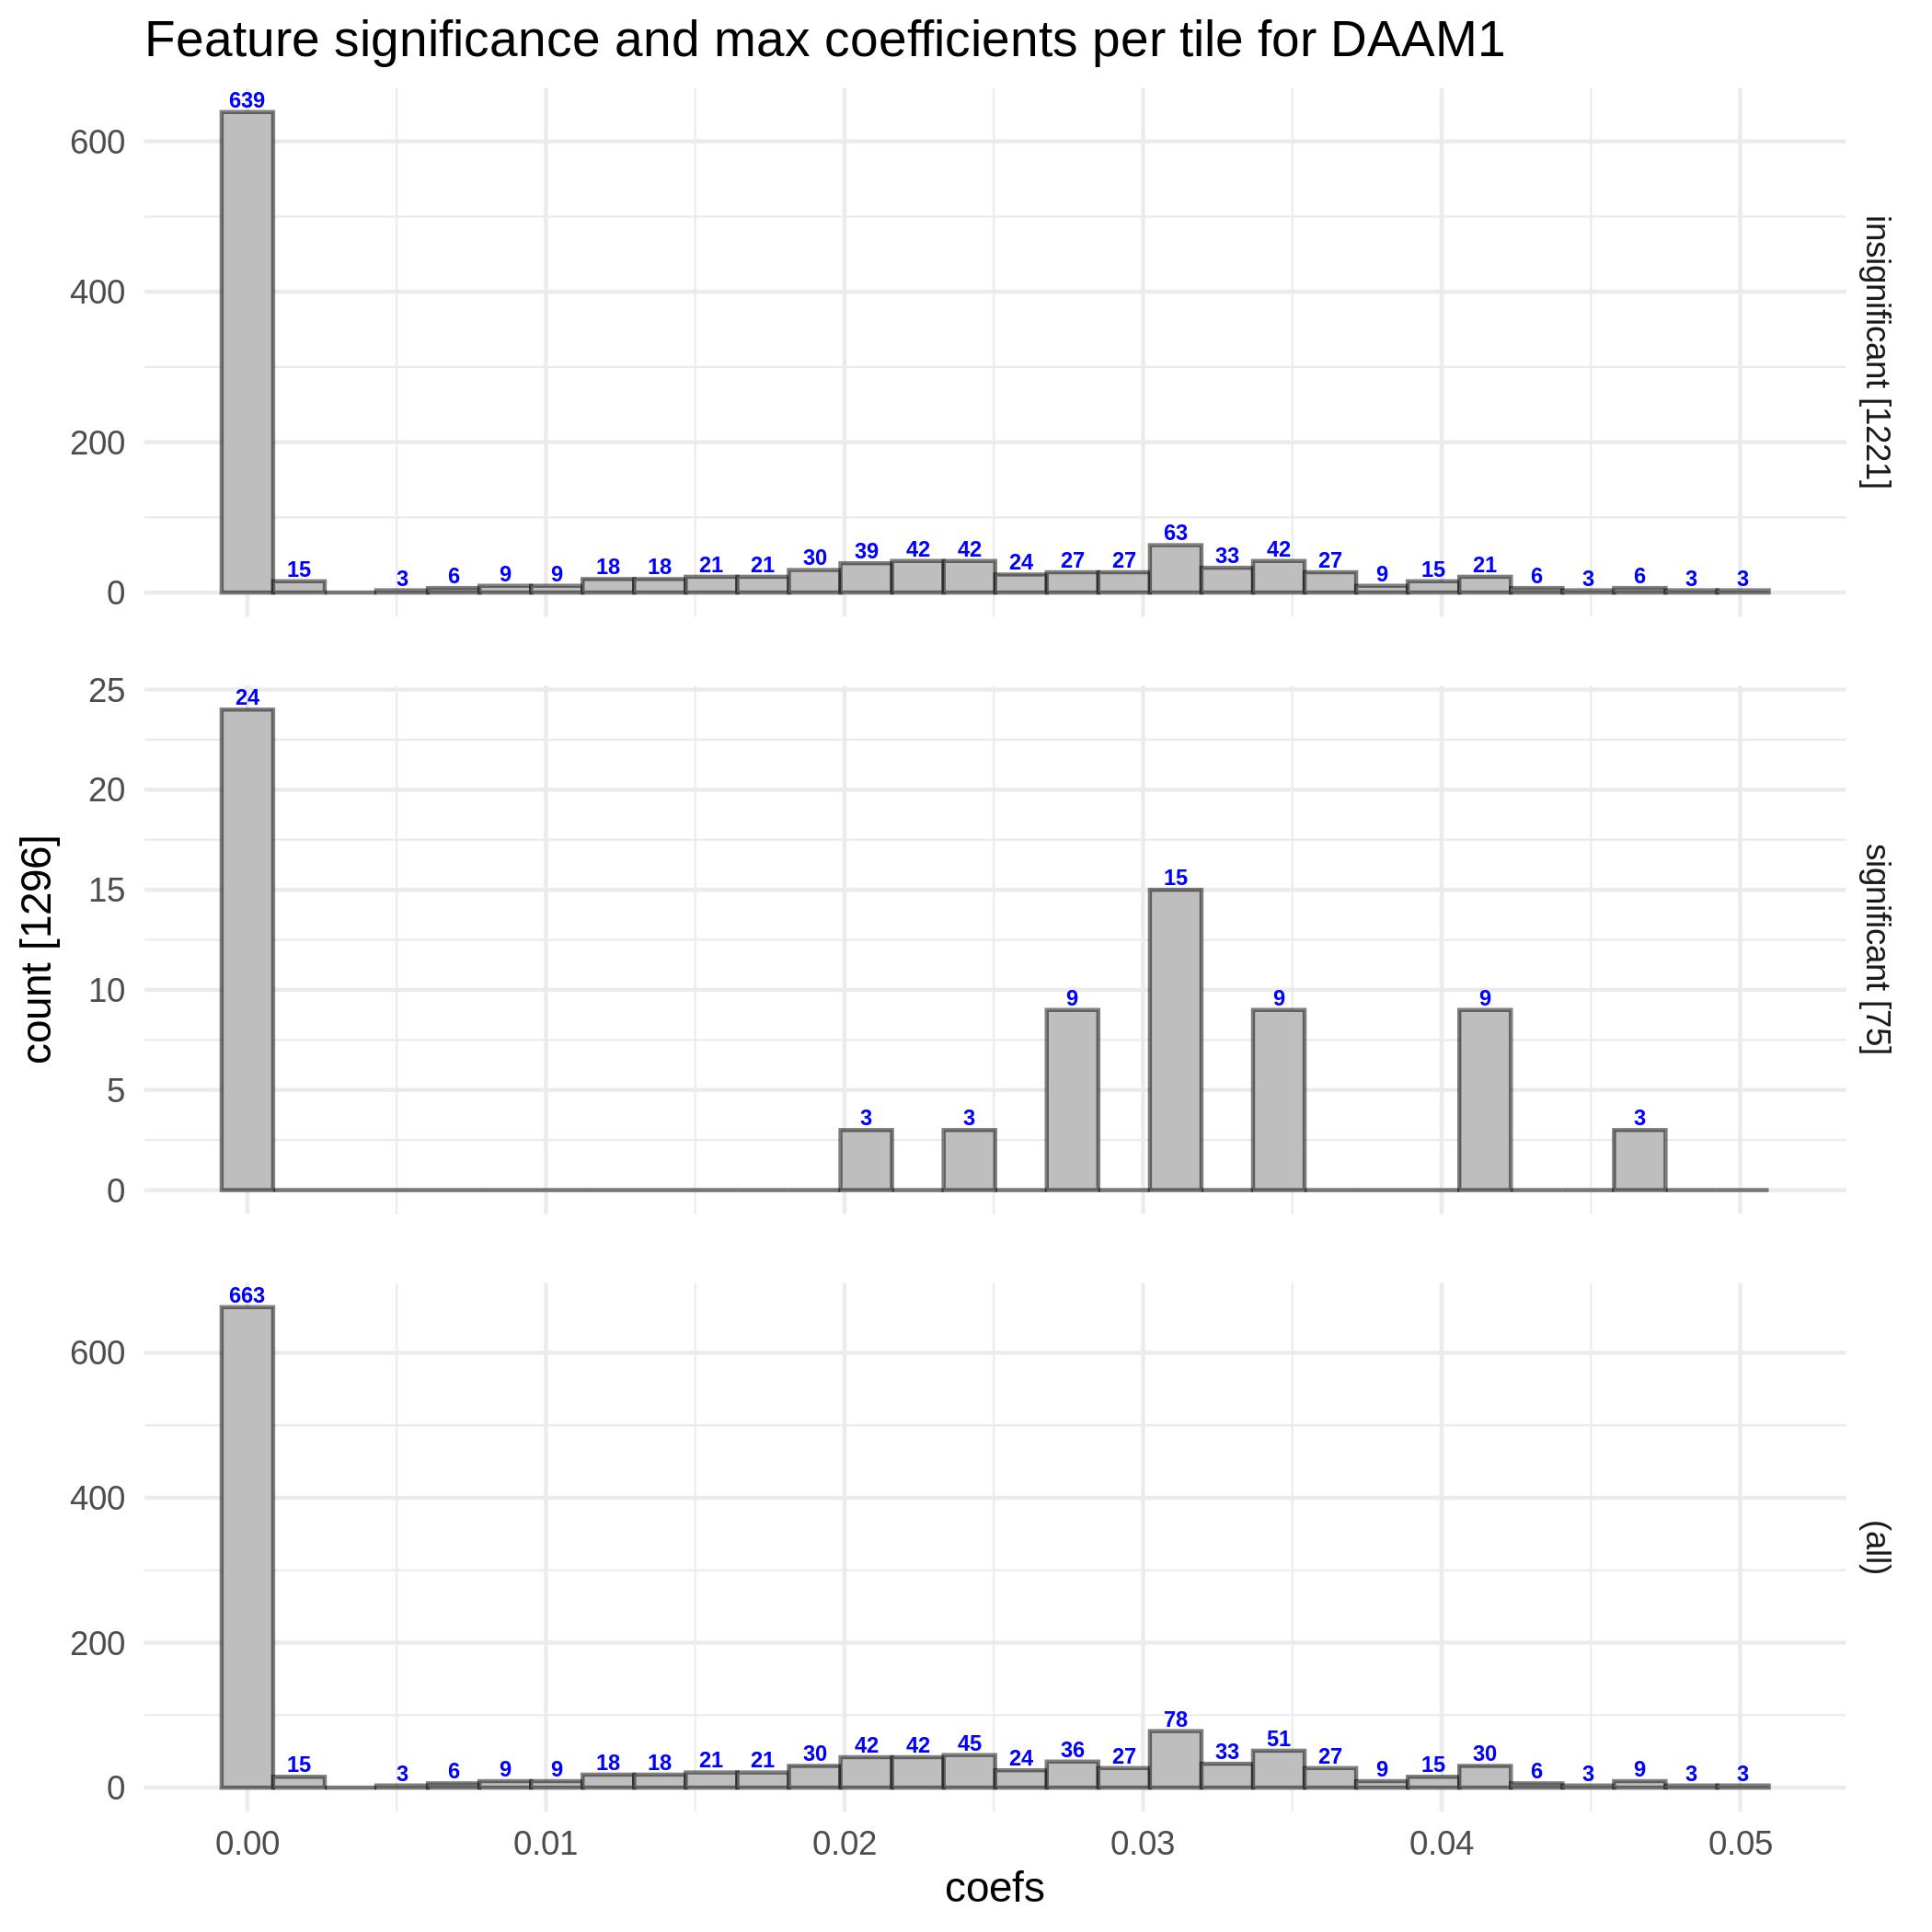 Feature significance and max coefficients per tile for DAAM1
639
600
400
200
0
15 3 6 9 9 18 18 21 21 30 39 42 42 24 27 27 63 33 42 27 9 15 21 6 3 6 3 3
insignificant [1221]
25
20
15
10
5
0
24 3 3 9 15 9 9 3
significant [75]
count [1296]
663
600
400
200
0
15 3 6 9 9 18 18 21 21 30 42 42 45 24 36 27 78 33 51 27 9 15 30 6 3 9 3 3
(all)
0.00 0.01 0.02 0.03 0.04 0.05
coefs